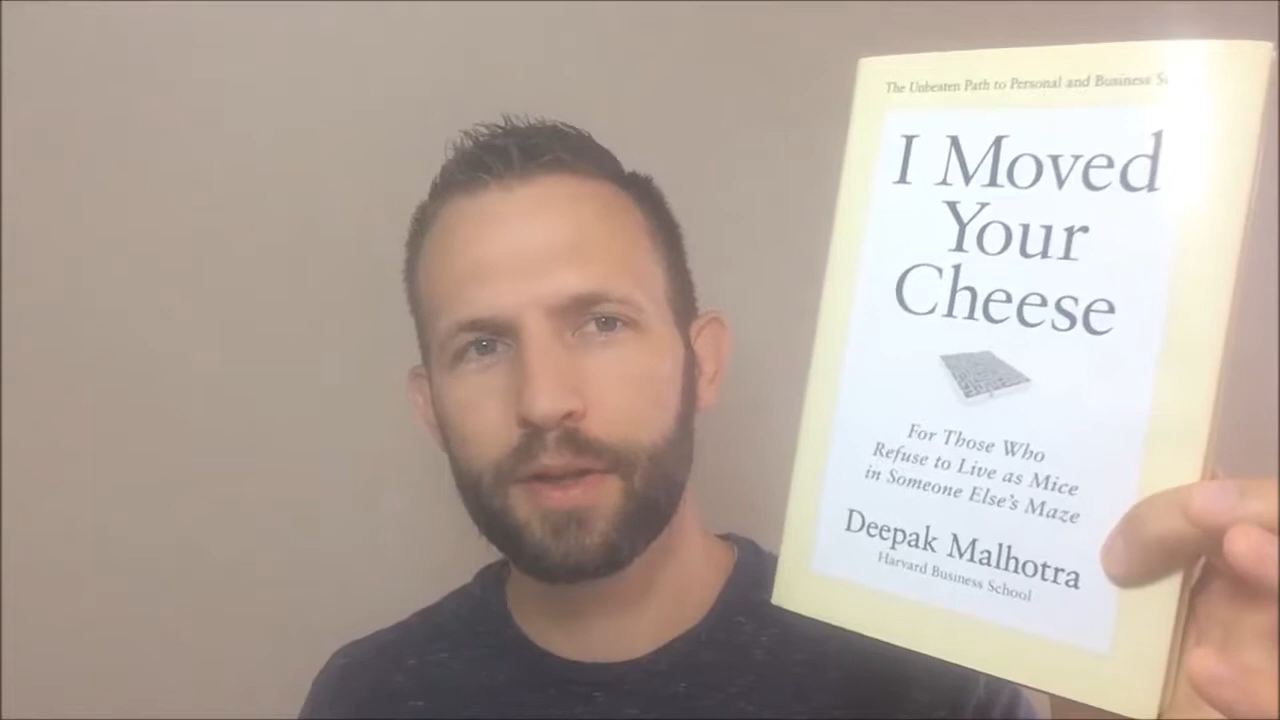 The Unbeaten Path to Personal and Business
I Moved
Your
Cheese
For Those Who
Refuse to Live as Mice
in Someone Else's Maze
Deepak Malhotra
Harvard Business School